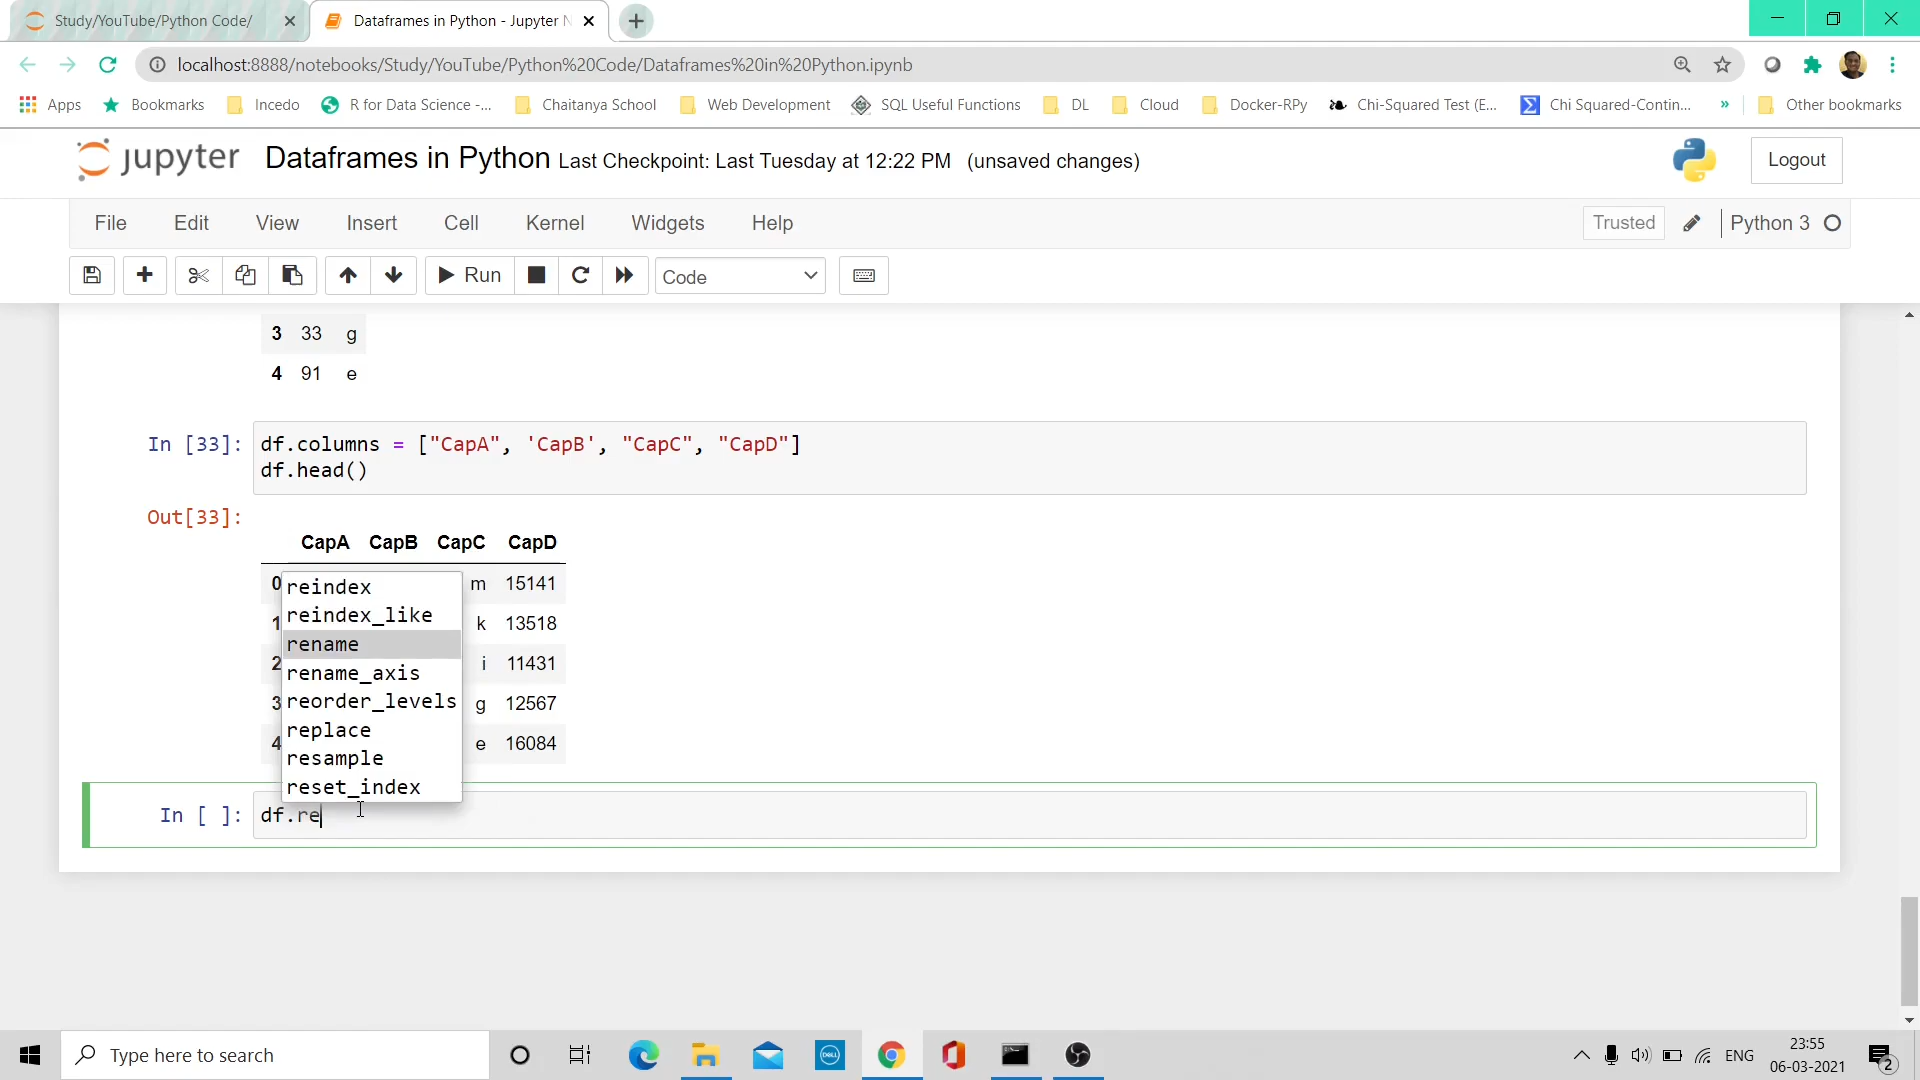 Study/YouTube/Python Code/
Dataframes in Python - Jupyter N
localhost:8888/notebooks/Study/YouTube/Python%20Code/Dataframes%20in%20Python.ipynb
Apps Bookmarks Incedo R for Data Science -... Chaitanya School Web Development SQL Useful Functions DL Cloud Docker-RPy Chi-Squared Test (E... Chi Squared-Contin... » Other bookmarks
jupyter Dataframes in Python Last Checkpoint: Last Tuesday at 12:22 PM (unsaved changes) Logout
File Edit View Insert Cell Kernel Widgets Help Trusted Python 3
Run Code
3 33 g
4 91 e
In [33]: df.columns = ["CapA", 'CapB', "CapC", "CapD"]
df.head()
Out[33]:
CapA CapB CapC CapD
0 m 15141
1 k 13518
2 i 11431
3 g 12567
4 e 16084
reindex
reindex_like
rename
rename_axis
reorder_levels
replace
resample
reset_index
In [ ]: df.re
Type here to search
DELL
ENG
23:55
06-03-2021
2